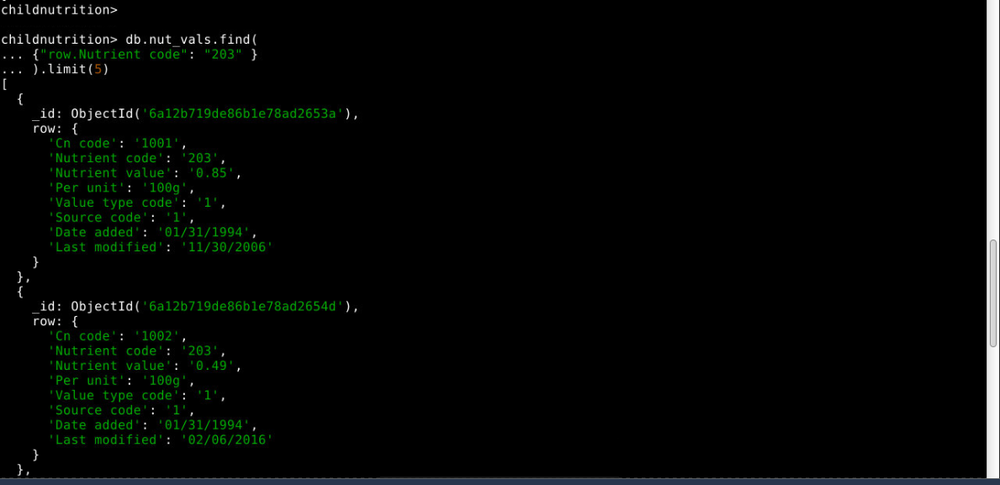 childnutrition>
childnutrition> db.nut_vals.find(
... {"row.Nutrient code": "203" }
... ).limit(5)
[
  {
    _id: ObjectId('6a12b719de86b1e78ad2653a'),
    row: {
      'Cn code': '1001',
      'Nutrient code': '203',
      'Nutrient value': '0.85',
      'Per unit': '100g',
      'Value type code': '1',
      'Source code': '1',
      'Date added': '01/31/1994',
      'Last modified': '11/30/2006'
    }
  },
  {
    _id: ObjectId('6a12b719de86b1e78ad2654d'),
    row: {
      'Cn code': '1002',
      'Nutrient code': '203',
      'Nutrient value': '0.49',
      'Per unit': '100g',
      'Value type code': '1',
      'Source code': '1',
      'Date added': '01/31/1994',
      'Last modified': '02/06/2016'
    }
  },